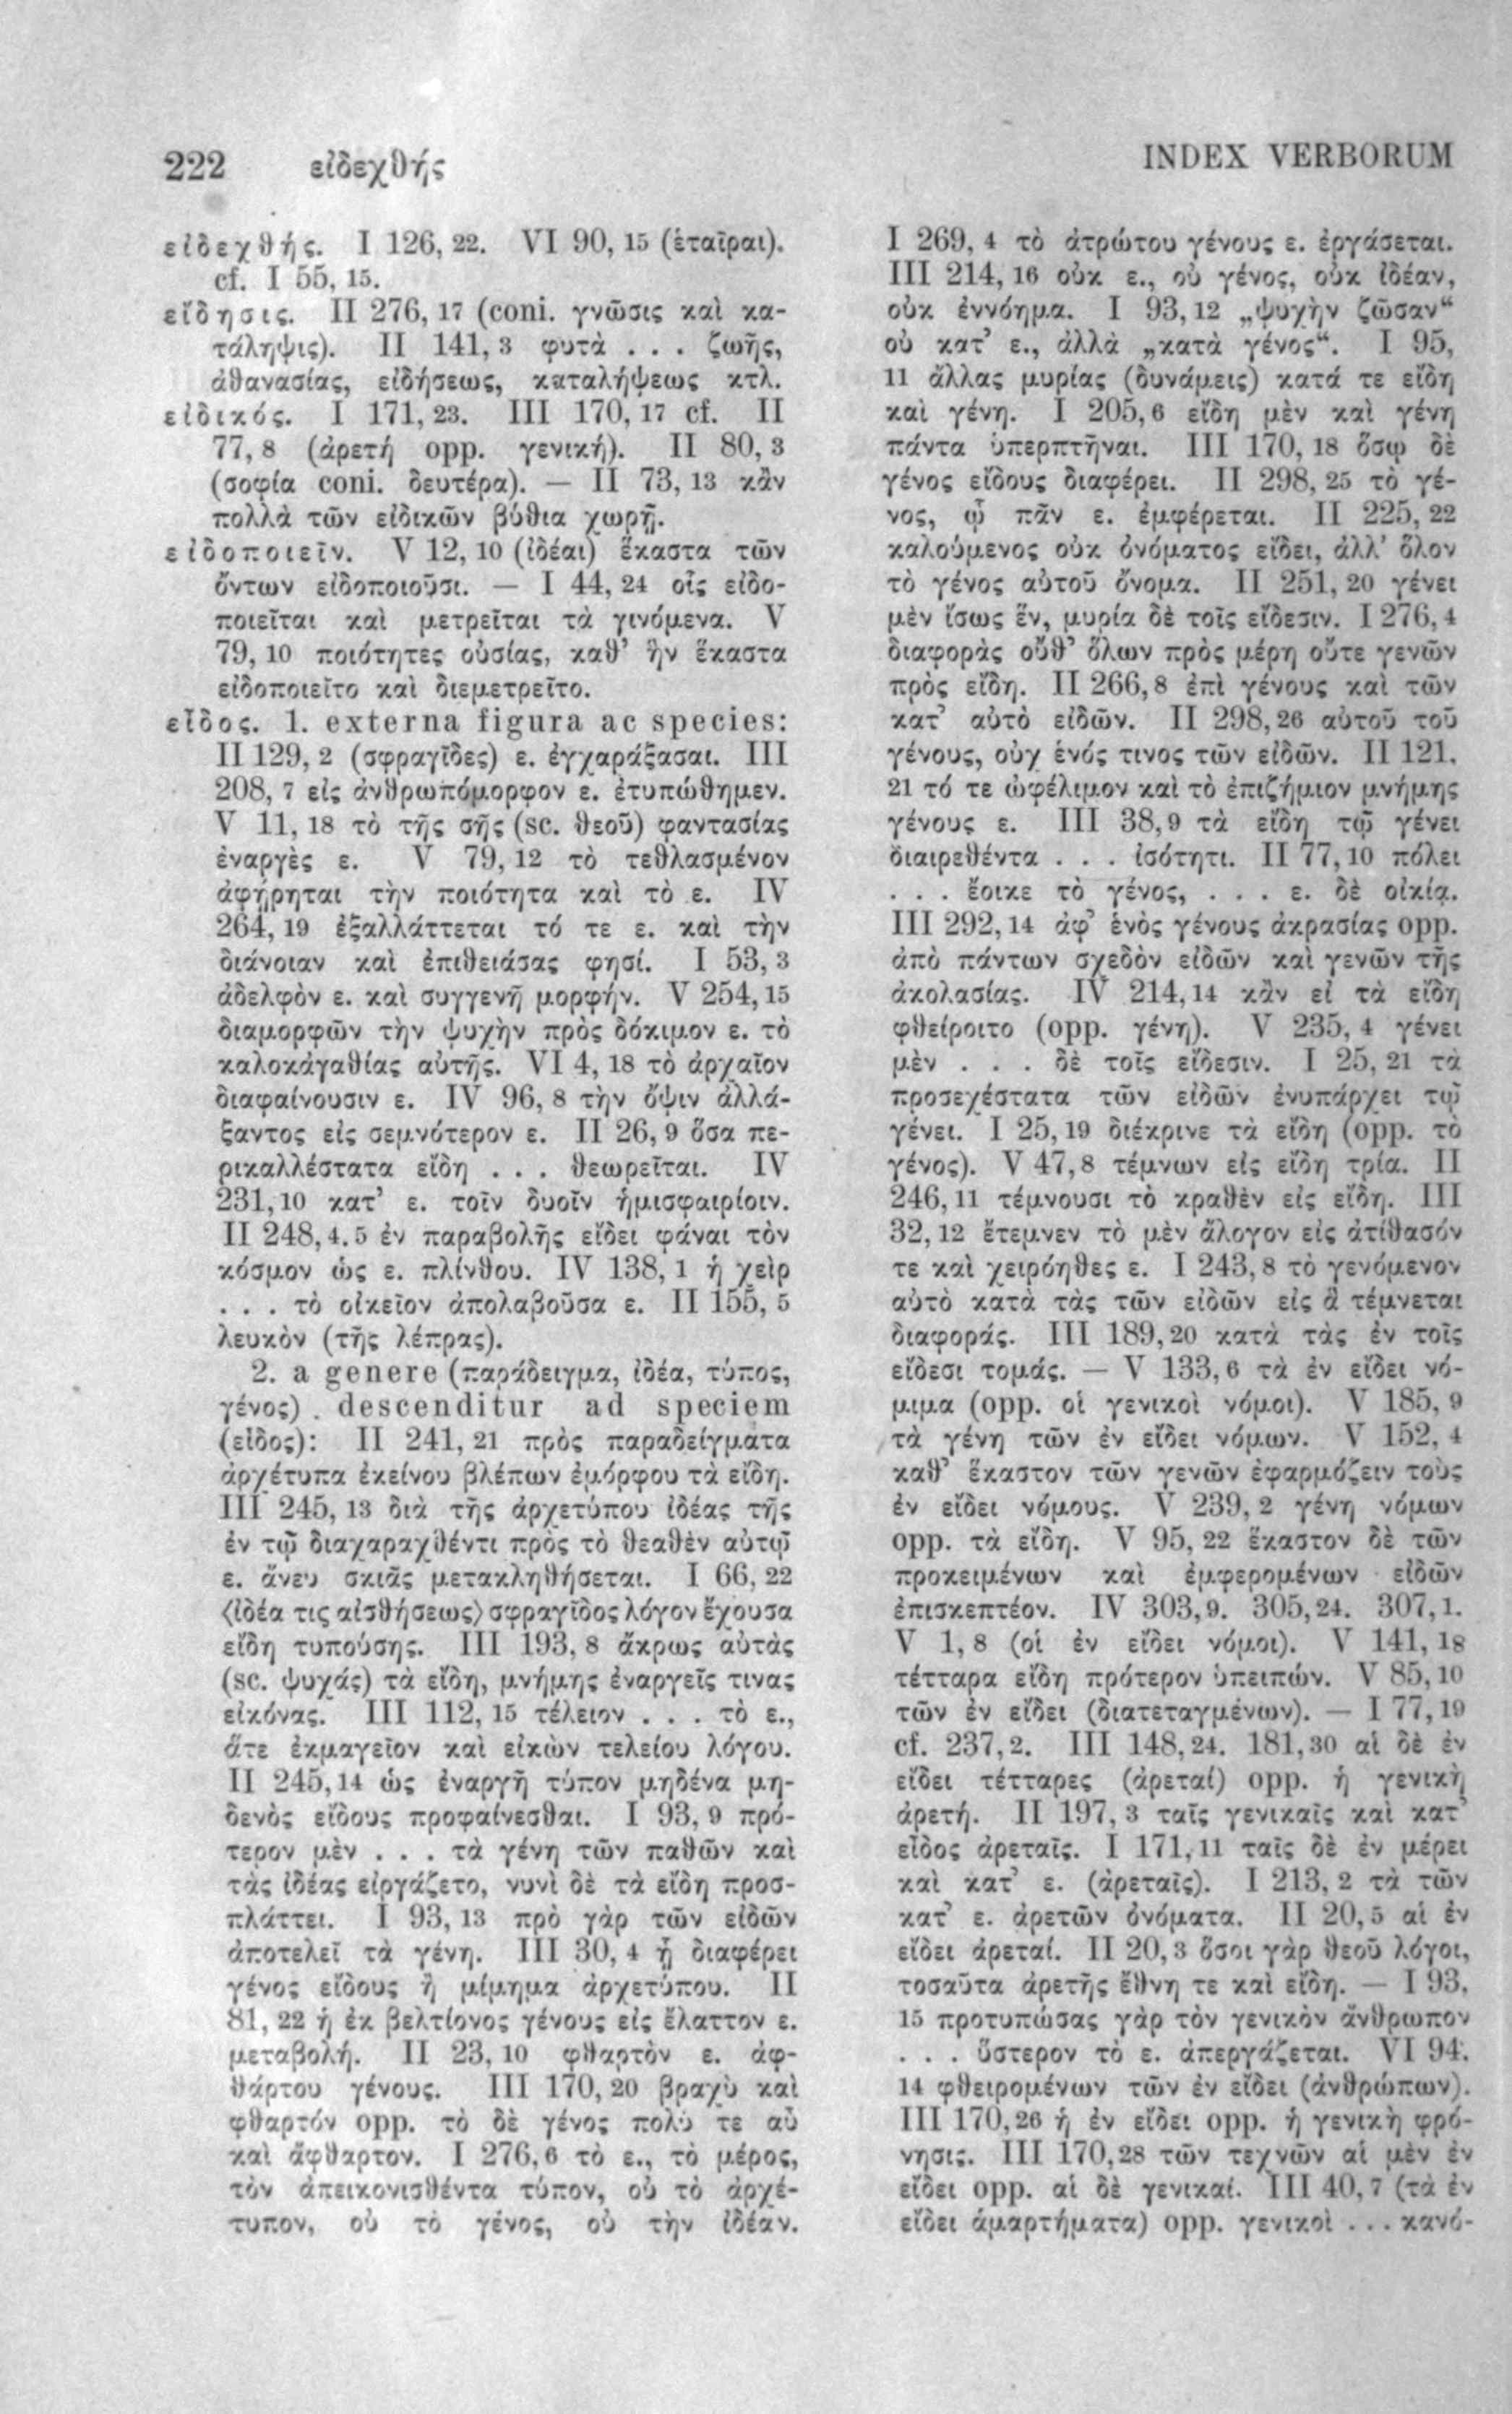 222 εἰδεχθής
INDEX VERBORUM
εἰδεχθής. I 126, 22. VI 90, 15 (ἑταῖραι).
cf. I 55, 15.
εἴδησις. II 276, 17 (coni. γνῶσις καὶ κα-
τάληψις). II 141, 3 φυτὰ . . . ζωῆς,
ἀθανασίας, εἰδήσεως, καταλήψεως κτλ.
εἰδικός. I 171, 23. III 170, 17 cf. II
77, 8 (ἀρετή opp. γενική). II 80, 3
(σοφία coni. δευτέρα). — II 73, 13 κἂν
πολλὰ τῶν εἰδικῶν βύθια χωρῇ.
εἰδοποιεῖν. V 12, 10 (ἰδέαι) ἕκαστα τῶν
ὄντων εἰδοποιοῦσι. — I 44, 24 οἷς εἰδο-
ποιεῖται καὶ μετρεῖται τὰ γινόμενα. V
79, 10 ποιότητες οὐσίας, καθ’ ἣν ἕκαστα
εἰδοποιεῖτο καὶ διεμετρεῖτο.
εἶδος. 1. externa figura ac species:
II 129, 2 (σφραγῖδες) ε. ἐγχαράξασαι. III
208, 7 εἰς ἀνθρωπόμορφον ε. ἐτυπώθημεν.
V 11, 18 τὸ τῆς σῆς (sc. θεοῦ) φαντασίας
ἐναργὲς ε. V 79, 12 τὸ τεθλασμένον
ἀφῄρηται τὴν ποιότητα καὶ τὸ ε. IV
264, 19 ἐξαλλάττεται τό τε ε. καὶ τὴν
διάνοιαν καὶ ἐπιθειάσας φησί. I 53, 3
ἀδελφὸν ε. καὶ συγγενῆ μορφήν. V 254, 15
διαμορφῶν τὴν ψυχὴν πρὸς δόκιμον ε. τὸ
καλοκἀγαθίας αὐτῆς. VI 4, 18 τὸ ἀρχαῖον
διαφαίνουσιν ε. IV 96, 8 τὴν ὄψιν ἀλλά-
ξαντος εἰς σεμνότερον ε. II 26, 9 ὅσα πε-
ρικαλλέστατα εἴδη . . . θεωρεῖται. IV
231, 10 κατ’ ε. τοῖν δυοῖν ἡμισφαιρίοιν.
II 248, 4. 5 ἐν παραβολῆς εἴδει φάναι τὸν
κόσμον ὡς ε. πλίνθου. IV 138, 1 ἡ χεὶρ
. . . τὸ οἰκεῖον ἀπολαβοῦσα ε. II 155, 5
λευκὸν (τῆς λέπρας).
2. a genere (παράδειγμα, ἰδέα, τύπος,
γένος) descenditur ad speciem
(εἶδος): II 241, 21 πρὸς παραδείγματα
ἀρχέτυπα ἐκείνου βλέπων ἐμόρφου τὰ εἴδη.
III 245, 13 διὰ τῆς ἀρχετύπου ἰδέας τῆς
ἐν τῷ διαχαραχθέντι πρὸς τὸ θεαθὲν αὐτῷ
ε. ἄνευ σκιᾶς μετακληθήσεται. I 66, 22
⟨ἰδέα τις αἰσθήσεως⟩ σφραγῖδος λόγον ἔχουσα
εἴδη τυπούσης. III 193, 8 ἄκρως αὐτὰς
(sc. ψυχάς) τὰ εἴδη, μνήμης ἐναργεῖς τινας
εἰκόνας. III 112, 15 τέλειον . . . τὸ ε.,
ἅτε ἐκμαγεῖον καὶ εἰκὼν τελείου λόγου.
II 245, 14 ὡς ἐναργῆ τύπον μηδένα μη-
δενὸς εἴδους προφαίνεσθαι. I 93, 9 πρό-
τερον μὲν . . . τὰ γένη τῶν παθῶν καὶ
τὰς ἰδέας εἰργάζετο, νυνὶ δὲ τὰ εἴδη προσ-
πλάττει. I 93, 13 πρὸ γὰρ τῶν εἰδῶν
ἀποτελεῖ τὰ γένη. III 30, 4 ᾗ διαφέρει
γένος εἴδους ἢ μίμημα ἀρχετύπου. II
81, 22 ἡ ἐκ βελτίονος γένους εἰς ἔλαττον ε.
μεταβολή. II 23, 10 φθαρτὸν ε. ἀφ-
θάρτου γένους. III 170, 20 βραχὺ καὶ
φθαρτόν opp. τὸ δὲ γένος πολύ τε αὖ
καὶ ἄφθαρτον. I 276, 6 τὸ ε., τὸ μέρος,
τὸν ἀπεικονισθέντα τύπον, οὐ τὸ ἀρχέ-
τυπον, οὐ τὸ γένος, οὐ τὴν ἰδέαν.
I 269, 4 τὸ ἀτρώτου γένους ε. ἐργάσεται.
III 214, 16 οὐκ ε., οὐ γένος, οὐκ ἰδέαν,
οὐκ ἐννόημα. I 93, 12 „ψυχὴν ζῶσαν“
οὐ κατ’ ε., ἀλλὰ „κατὰ γένος“. I 95,
11 ἄλλας μυρίας (δυνάμεις) κατά τε εἴδη
καὶ γένη. I 205, 6 εἴδη μὲν καὶ γένη
πάντα ὑπερπτῆναι. III 170, 18 ὅσῳ δὲ
γένος εἴδους διαφέρει. II 298, 25 τὸ γέ-
νος, ᾧ πᾶν ε. ἐμφέρεται. II 225, 22
καλούμενος οὐκ ὀνόματος εἴδει, ἀλλ’ ὅλον
τὸ γένος αὐτοῦ ὄνομα. II 251, 20 γένει
μὲν ἴσως ἕν, μυρία δὲ τοῖς εἴδεσιν. I 276, 4
διαφορὰς οὔθ’ ὅλων πρὸς μέρη οὔτε γενῶν
πρὸς εἴδη. II 266, 8 ἐπὶ γένους καὶ τῶν
κατ’ αὐτὸ εἰδῶν. II 298, 26 αὐτοῦ τοῦ
γένους, οὐχ ἑνός τινος τῶν εἰδῶν. II 121,
21 τό τε ὠφέλιμον καὶ τὸ ἐπιζήμιον μνήμης
γένους ε. III 38, 9 τὰ εἴδη τῷ γένει
διαιρεθέντα . . . ἰσότητι. II 77, 10 πόλει
. . . ἔοικε τὸ γένος, . . . ε. δὲ οἰκίᾳ.
III 292, 14 ἀφ’ ἑνὸς γένους ἀκρασίας opp.
ἀπὸ πάντων σχεδὸν εἰδῶν καὶ γενῶν τῆς
ἀκολασίας. IV 214, 14 κἂν εἰ τὰ εἴδη
φθείροιτο (opp. γένη). V 235, 4 γένει
μὲν . . . δὲ τοῖς εἴδεσιν. I 25, 21 τὰ
προσεχέστατα τῶν εἰδῶν ἐνυπάρχει τῷ
γένει. I 25, 19 διέκρινε τὰ εἴδη (opp. τὸ
γένος). V 47, 8 τέμνων εἰς εἴδη τρία. II
246, 11 τέμνουσι τὸ κραθὲν εἰς εἴδη. III
32, 12 ἔτεμνεν τὸ μὲν ἄλογον εἰς ἀτίθασόν
τε καὶ χειρόηθες ε. I 243, 8 τὸ γενόμενον
αὐτὸ κατὰ τὰς τῶν εἰδῶν εἰς ἃ τέμνεται
διαφοράς. III 189, 20 κατὰ τὰς ἐν τοῖς
εἴδεσι τομάς. — V 133, 6 τὰ ἐν εἴδει νό-
μιμα (opp. οἱ γενικοὶ νόμοι). V 185, 9
τὰ γένη τῶν ἐν εἴδει νόμων. V 152, 4
καθ’ ἕκαστον τῶν γενῶν ἐφαρμόζειν τοὺς
ἐν εἴδει νόμους. V 239, 2 γένη νόμων
opp. τὰ εἴδη. V 95, 22 ἕκαστον δὲ τῶν
προκειμένων καὶ ἐμφερομένων εἰδῶν
ἐπισκεπτέον. IV 303, 9. 305, 24. 307, 1.
V 1, 8 (οἱ ἐν εἴδει νόμοι). V 141, 18
τέτταρα εἴδη πρότερον ὑπειπών. V 85, 10
τῶν ἐν εἴδει (διατεταγμένων). — I 77, 19
cf. 237, 2. III 148, 24. 181, 30 αἱ δὲ ἐν
εἴδει τέτταρες (ἀρεταί) opp. ἡ γενικὴ
ἀρετή. II 197, 3 ταῖς γενικαῖς καὶ κατ’
εἶδος ἀρεταῖς. I 171, 11 ταῖς δὲ ἐν μέρει
καὶ κατ’ ε. (ἀρεταῖς). I 213, 2 τὰ τῶν
κατ’ ε. ἀρετῶν ὀνόματα. II 20, 5 αἱ ἐν
εἴδει ἀρεταί. II 20, 3 ὅσοι γὰρ θεοῦ λόγοι,
τοσαῦτα ἀρετῆς ἔθνη τε καὶ εἴδη. — I 93,
15 προτυπώσας γὰρ τὸν γενικὸν ἄνθρωπον
. . . ὕστερον τὸ ε. ἀπεργάζεται. VI 94,
14 φθειρομένων τῶν ἐν εἴδει (ἀνθρώπων).
III 170, 26 ἡ ἐν εἴδει opp. ἡ γενικὴ φρό-
νησις. III 170, 28 τῶν τεχνῶν αἱ μὲν ἐν
εἴδει opp. αἱ δὲ γενικαί. III 40, 7 (τὰ ἐν
εἴδει ἁμαρτήματα) opp. γενικοὶ . . . κανό-